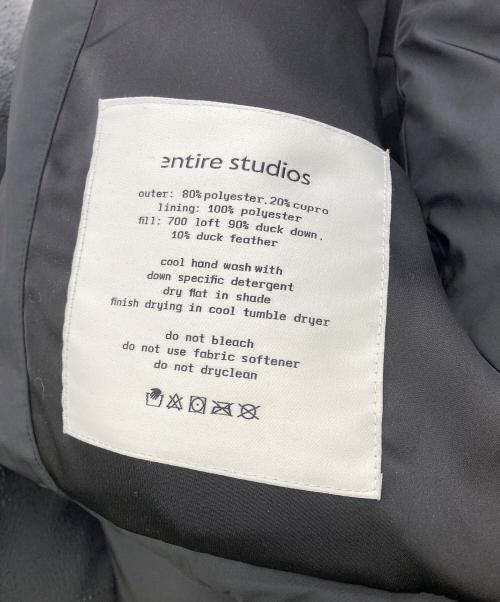 entire studios
outer: 80% polyester. 20% cupro
lining: 100% polyester
fill: 700 loft 90% duck down.
10% duck feather
cool hand wash with
down specific detergent
dry flat in shade
finish drying in cool tumble dryer
do not bleach
do not use fabric softener
do not dryclean